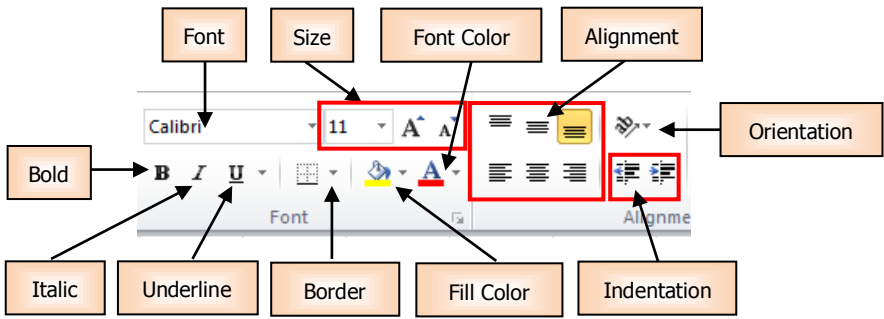 Font Size Font Color Alignment
Calibri 11 A A
Orientation
Bold B I U A
Font Alignme
Italic Underline Border Fill Color Indentation